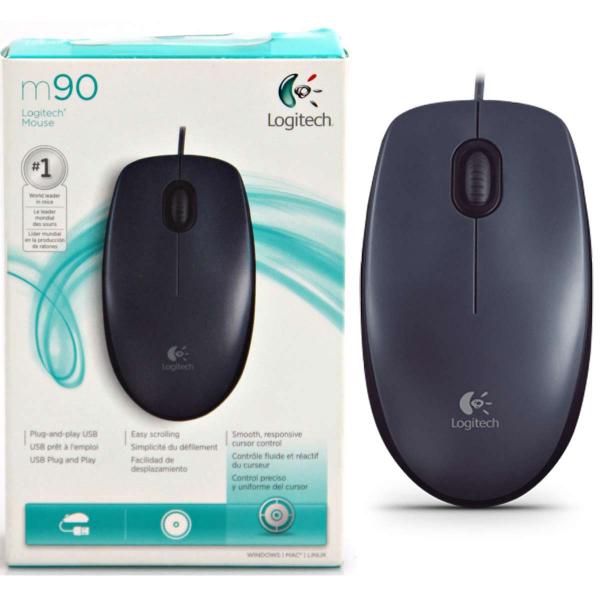 m90
Logitech®
Mouse
Logitech
#1
World leader
in mice
Le leader
mondial
des souris
Líder mundial
en la producción
de ratones
Logitech
Plug-and-play USB
USB prêt à l'emploi
USB Plug and Play
Easy scrolling
Simplicité du défilement
Facilidad de
desplazamiento
Smooth, responsive
cursor control
Contrôle fluide et réactif
du curseur
Control preciso
y uniforme del cursor
WINDOWS | MAC® | LINUX
Logitech